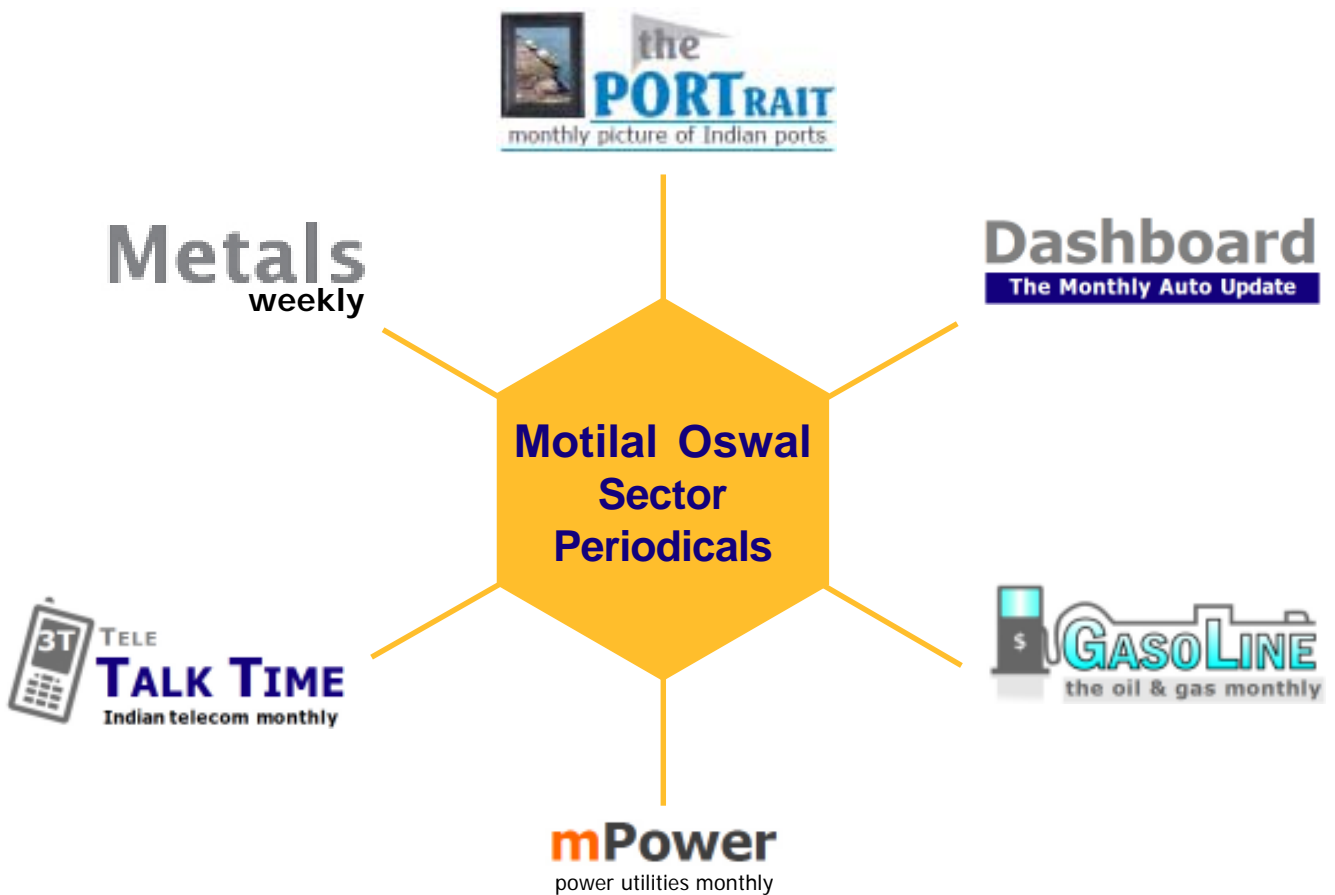 the
PORTRAIT
monthly picture of Indian ports
Metals
weekly
Dashboard
The Monthly Auto Update
Motilal Oswal
Sector
Periodicals
3T
TELE
TALK TIME
Indian telecom monthly
$
GASOLINE
the oil & gas monthly
mPower
power utilities monthly